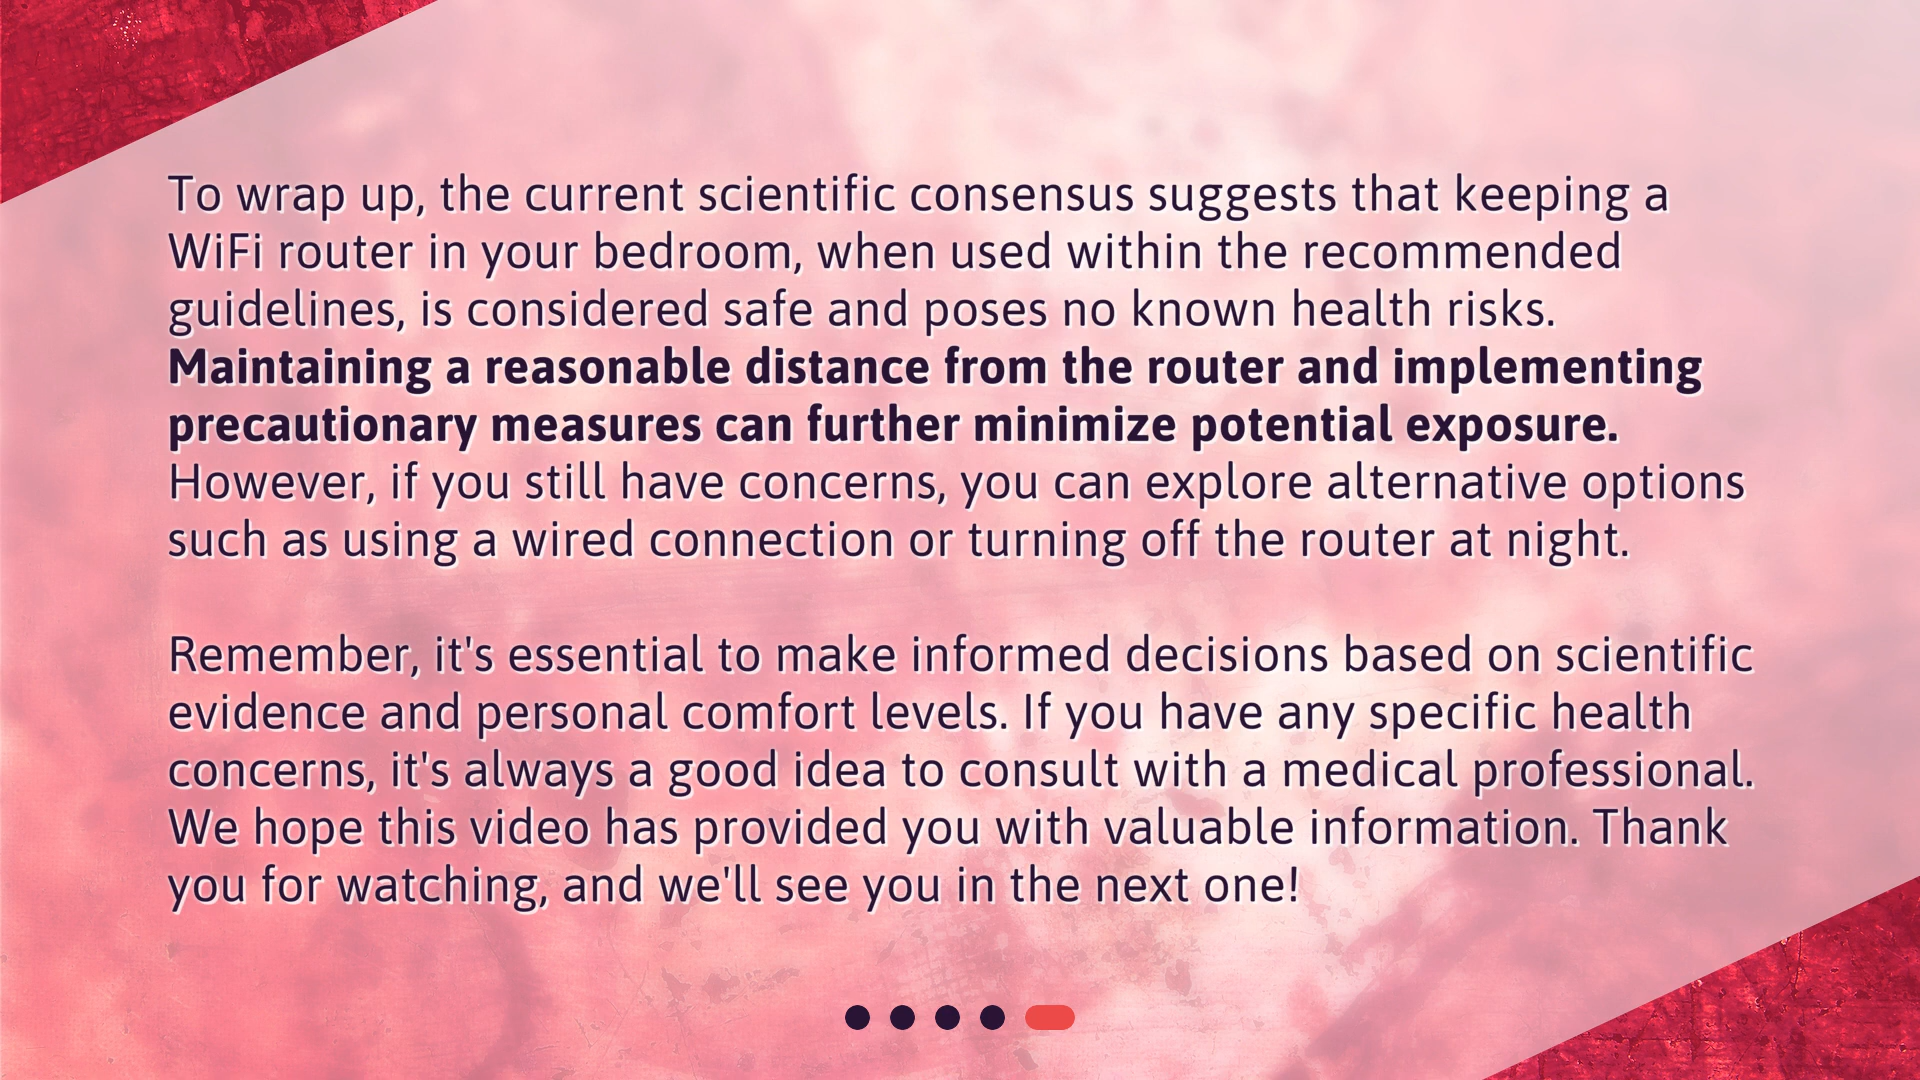 To wrap up, the current scientific consensus suggests that keeping a
WiFi router in your bedroom, when used within the recommended
guidelines, is considered safe and poses no known health risks.
Maintaining a reasonable distance from the router and implementing
precautionary measures can further minimize potential exposure.
However, if you still have concerns, you can explore alternative options
such as using a wired connection or turning off the router at night.
Remember, it's essential to make informed decisions based on scientific
evidence and personal comfort levels. If you have any specific health
concerns, it's always a good idea to consult with a medical professional.
We hope this video has provided you with valuable information. Thank
you for watching, and we'll see you in the next one!